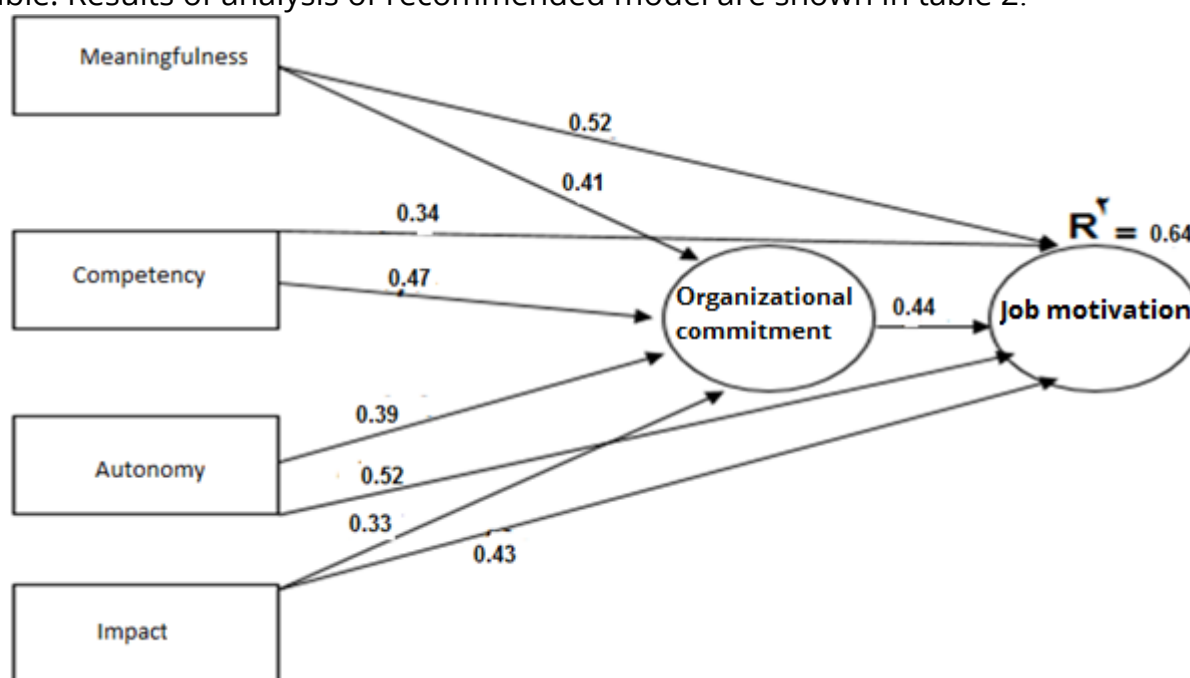 Results of analysis of recommended model are shown in table 2.
Meaningfulness
0.52
0.41
0.34
R٢ = 0.64
Competency
0.47
Organizational
commitment
0.44
Job motivation
0.39
Autonomy
0.52
0.33
0.43
Impact